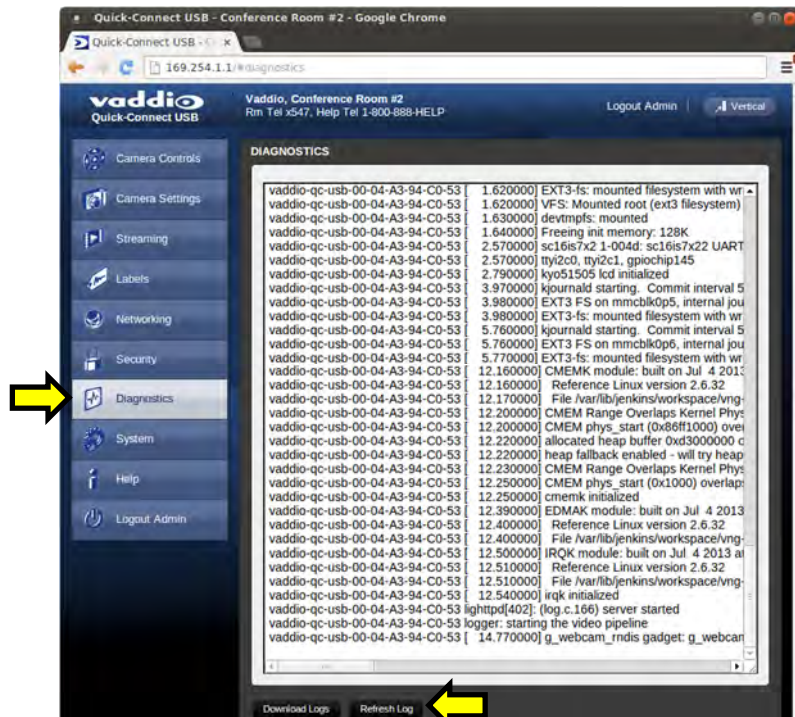 Quick-Connect USB - Conference Room #2 - Google Chrome
Quick-Connect USB - C
169.254.1.1/#diagnostics
vaddio
Quick-Connect USB
Vaddio, Conference Room #2
Rm Tel x547, Help Tel 1-800-888-HELP
Logout Admin
Vertical
Camera Controls
Camera Settings
Streaming
Labels
Networking
Security
Diagnostics
System
Help
Logout Admin
DIAGNOSTICS
vaddio-qc-usb-00-04-A3-94-C0-53 [ 1.620000] EXT3-fs: mounted filesystem with wr
vaddio-qc-usb-00-04-A3-94-C0-53 [ 1.620000] VFS: Mounted root (ext3 filesystem)
vaddio-qc-usb-00-04-A3-94-C0-53 [ 1.630000] devtmpfs: mounted
vaddio-qc-usb-00-04-A3-94-C0-53 [ 1.640000] Freeing init memory: 128K
vaddio-qc-usb-00-04-A3-94-C0-53 [ 2.570000] sc16is7x2 1-004d: sc16is7x22 UART
vaddio-qc-usb-00-04-A3-94-C0-53 [ 2.570000] ttyi2c0, ttyi2c1, gpiochip145
vaddio-qc-usb-00-04-A3-94-C0-53 [ 2.790000] kyo51505 lcd initialized
vaddio-qc-usb-00-04-A3-94-C0-53 [ 3.970000] kjournald starting. Commit interval 5
vaddio-qc-usb-00-04-A3-94-C0-53 [ 3.980000] EXT3 FS on mmcblk0p5, internal jou
vaddio-qc-usb-00-04-A3-94-C0-53 [ 3.980000] EXT3-fs: mounted filesystem with wr
vaddio-qc-usb-00-04-A3-94-C0-53 [ 5.760000] kjournald starting. Commit interval 5
vaddio-qc-usb-00-04-A3-94-C0-53 [ 5.760000] EXT3 FS on mmcblk0p6, internal jou
vaddio-qc-usb-00-04-A3-94-C0-53 [ 5.770000] EXT3-fs: mounted filesystem with wr
vaddio-qc-usb-00-04-A3-94-C0-53 [ 12.160000] CMEMK module: built on Jul 4 2013
vaddio-qc-usb-00-04-A3-94-C0-53 [ 12.160000] Reference Linux version 2.6.32
vaddio-qc-usb-00-04-A3-94-C0-53 [ 12.170000] File /var/lib/jenkins/workspace/vng-
vaddio-qc-usb-00-04-A3-94-C0-53 [ 12.200000] CMEM Range Overlaps Kernel Phys
vaddio-qc-usb-00-04-A3-94-C0-53 [ 12.200000] CMEM phys_start (0x86ff1000) over
vaddio-qc-usb-00-04-A3-94-C0-53 [ 12.220000] allocated heap buffer 0xd3000000 o
vaddio-qc-usb-00-04-A3-94-C0-53 [ 12.220000] heap fallback enabled - will try heap
vaddio-qc-usb-00-04-A3-94-C0-53 [ 12.230000] CMEM Range Overlaps Kernel Phys
vaddio-qc-usb-00-04-A3-94-C0-53 [ 12.250000] CMEM phys_start (0x1000) overlap
vaddio-qc-usb-00-04-A3-94-C0-53 [ 12.250000] cmemk initialized
vaddio-qc-usb-00-04-A3-94-C0-53 [ 12.390000] EDMAK module: built on Jul 4 2013
vaddio-qc-usb-00-04-A3-94-C0-53 [ 12.400000] Reference Linux version 2.6.32
vaddio-qc-usb-00-04-A3-94-C0-53 [ 12.400000] File /var/lib/jenkins/workspace/vng-
vaddio-qc-usb-00-04-A3-94-C0-53 [ 12.500000] IRQK module: built on Jul 4 2013 at
vaddio-qc-usb-00-04-A3-94-C0-53 [ 12.510000] Reference Linux version 2.6.32
vaddio-qc-usb-00-04-A3-94-C0-53 [ 12.510000] File /var/lib/jenkins/workspace/vng-
vaddio-qc-usb-00-04-A3-94-C0-53 [ 12.540000] irqk initialized
vaddio-qc-usb-00-04-A3-94-C0-53 lighttpd[402]: (log.c.166) server started
vaddio-qc-usb-00-04-A3-94-C0-53 logger: starting the video pipeline
vaddio-qc-usb-00-04-A3-94-C0-53 [ 14.770000] g_webcam_rndis gadget: g_webcan
Download Logs
Refresh Log